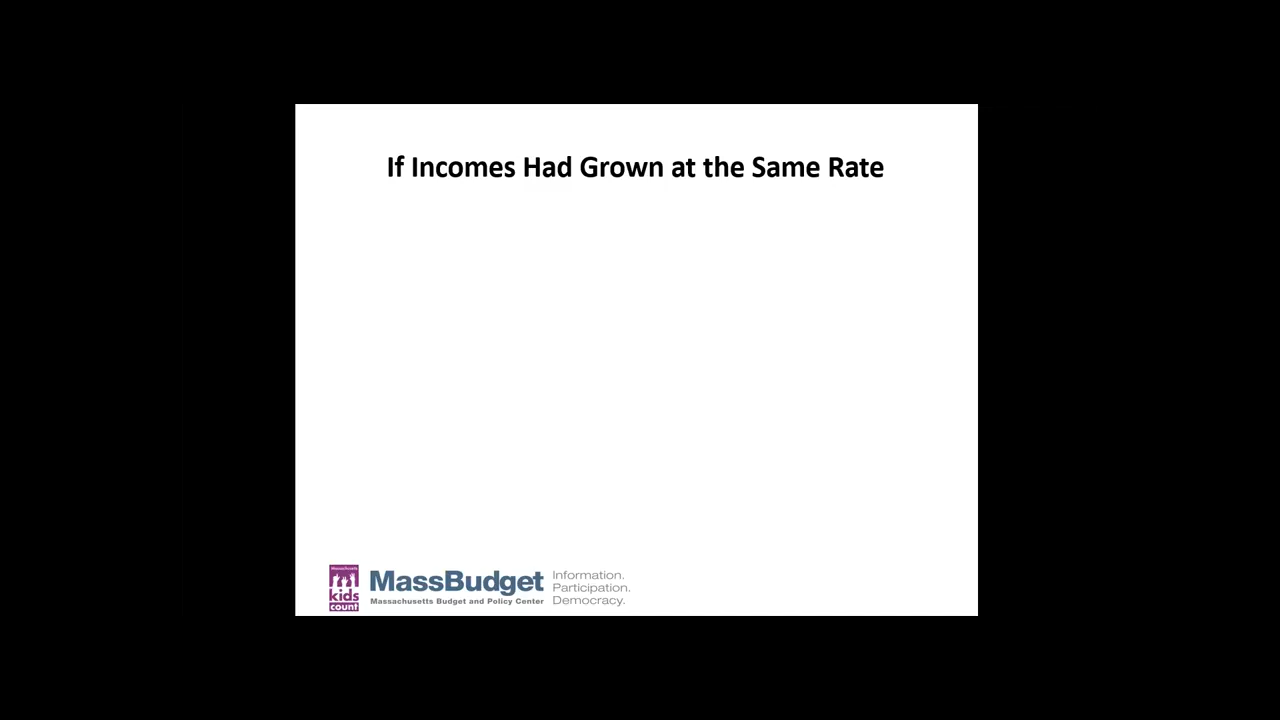 If Incomes Had Grown at the Same Rate
Massachusetts
kids
count
MassBudget
Massachusetts Budget and Policy Center
Information.
Participation.
Democracy.